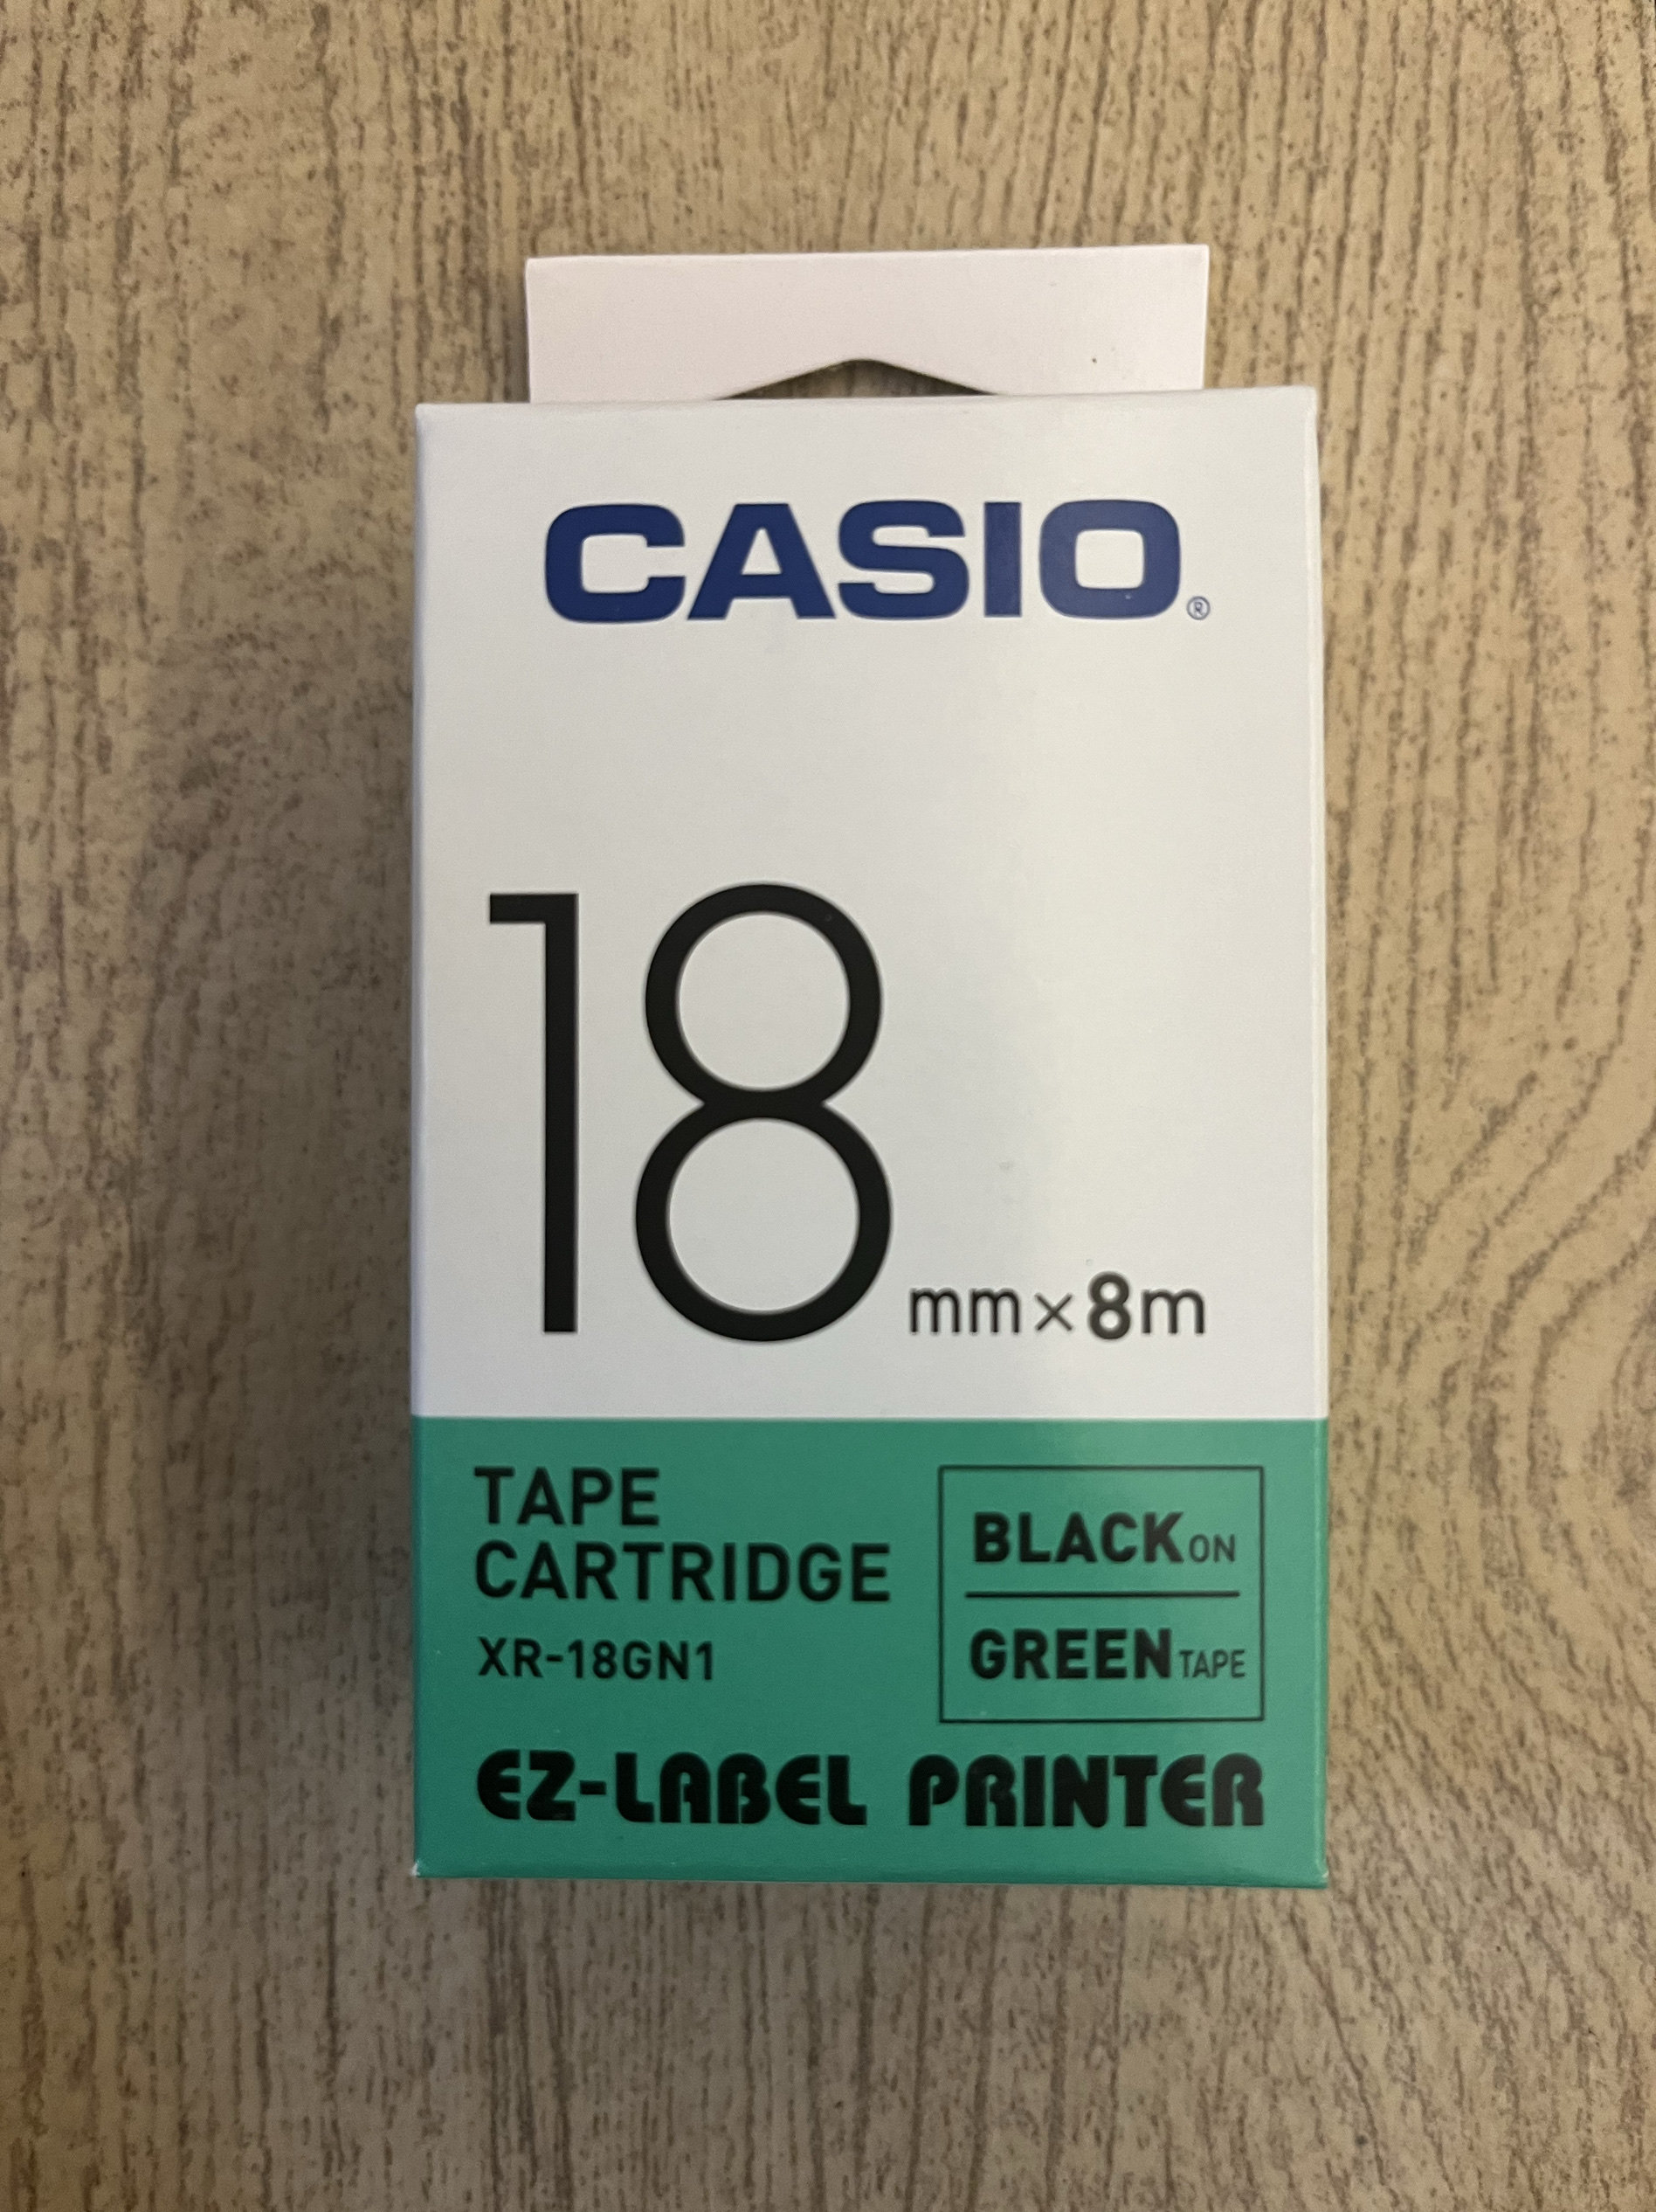 CASIO®
18 mm×8m
TAPE
CARTRIDGE
XR-18GN1
BLACK ON
GREEN TAPE
EZ-LABEL PRINTER